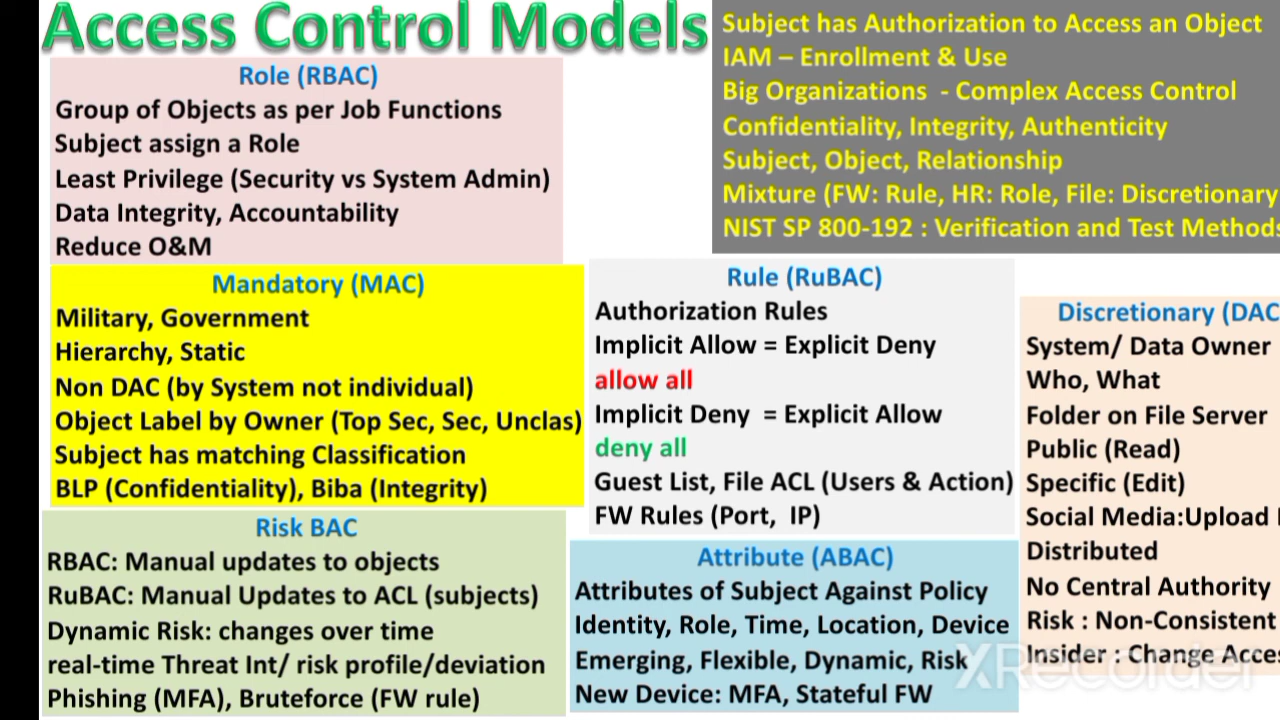 Access Control Models
Subject has Authorization to Access an Object
IAM – Enrollment & Use
Big Organizations - Complex Access Control
Confidentiality, Integrity, Authenticity
Subject, Object, Relationship
Mixture (FW: Rule, HR: Role, File: Discretionary
NIST SP 800-192 : Verification and Test Methods
Role (RBAC)
Group of Objects as per Job Functions
Subject assign a Role
Least Privilege (Security vs System Admin)
Data Integrity, Accountability
Reduce O&M
Mandatory (MAC)
Military, Government
Hierarchy, Static
Non DAC (by System not individual)
Object Label by Owner (Top Sec, Sec, Unclas)
Subject has matching Classification
BLP (Confidentiality), Biba (Integrity)
Rule (RuBAC)
Authorization Rules
Implicit Allow = Explicit Deny
allow all
Implicit Deny = Explicit Allow
deny all
Guest List, File ACL (Users & Action)
FW Rules (Port, IP)
Discretionary (DAC
System/ Data Owner
Who, What
Folder on File Server
Public (Read)
Specific (Edit)
Social Media:Upload
Distributed
No Central Authority
Risk : Non-Consistent
Insider : Change Acces
Risk BAC
RBAC: Manual updates to objects
RuBAC: Manual Updates to ACL (subjects)
Dynamic Risk: changes over time
real-time Threat Int/ risk profile/deviation
Phishing (MFA), Bruteforce (FW rule)
Attribute (ABAC)
Attributes of Subject Against Policy
Identity, Role, Time, Location, Device
Emerging, Flexible, Dynamic, Risk
New Device: MFA, Stateful FW
XRecorder